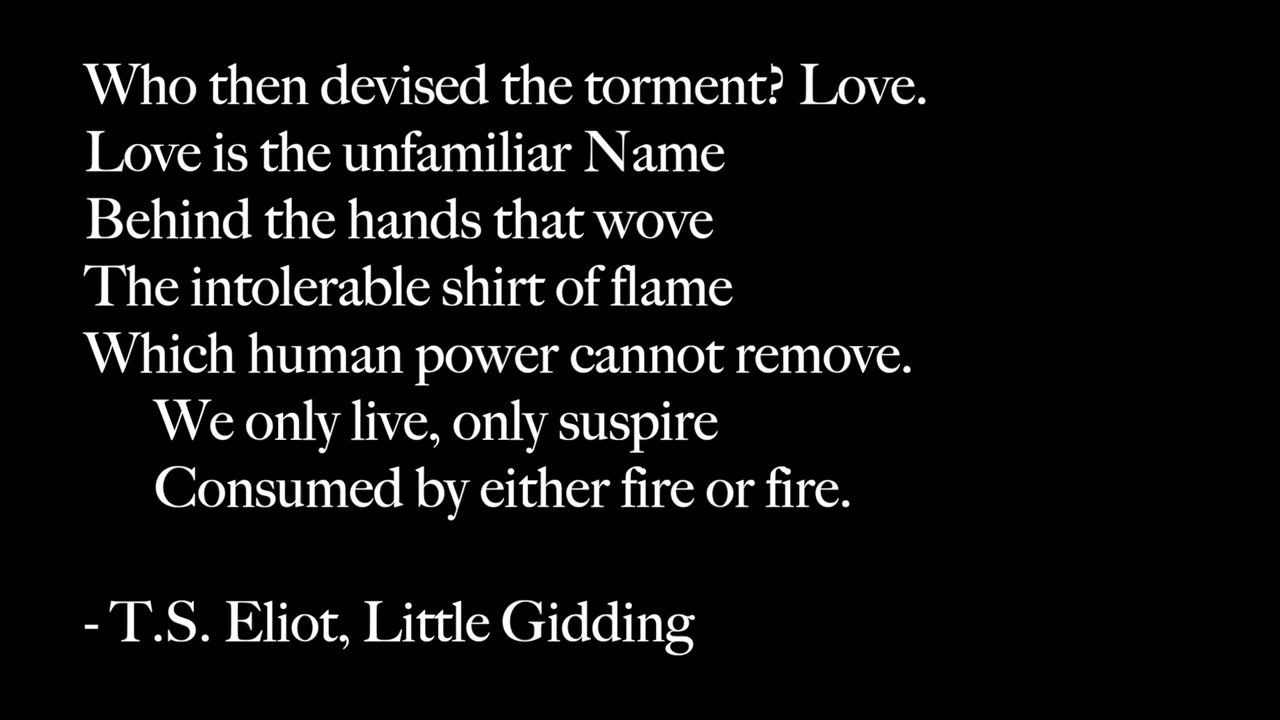 Who then devised the torment? Love.
Love is the unfamiliar Name
Behind the hands that wove
The intolerable shirt of flame
Which human power cannot remove.
We only live, only suspire
Consumed by either fire or fire.
- T.S. Eliot, Little Gidding